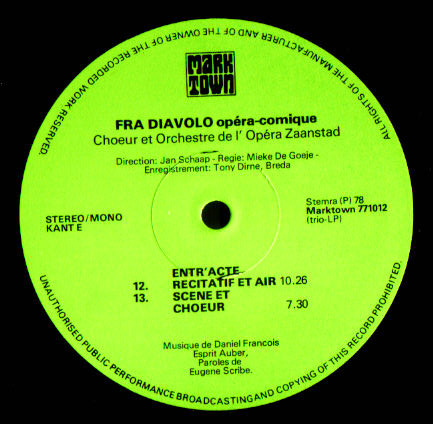 ALL RIGHTS OF THE MANUFACTURER AND OF THE OWNER OF THE RECORDED WORK RESERVED.
MARK
TOWN
FRA DIAVOLO opéra-comique
Choeur et Orchestre de l' Opéra Zaanstad
Direction: Jan Schaap - Regie: Mieke De Goeje -
Enregistrement: Tony Dirne, Breda
STEREO/MONO
KANT E
Stemra (P) 78
Marktown 771012
(trio-LP)
ENTR'ACTE
12. RECITATIF ET AIR 10.26
13. SCENE ET
CHOEUR 7.30
Musique de Daniel Francois
Esprit Auber,
Paroles de
Eugene Scribe.
UNAUTHORISED PUBLIC PERFORMANCE BROADCASTING AND COPYING OF THIS RECORD PROHIBITED.